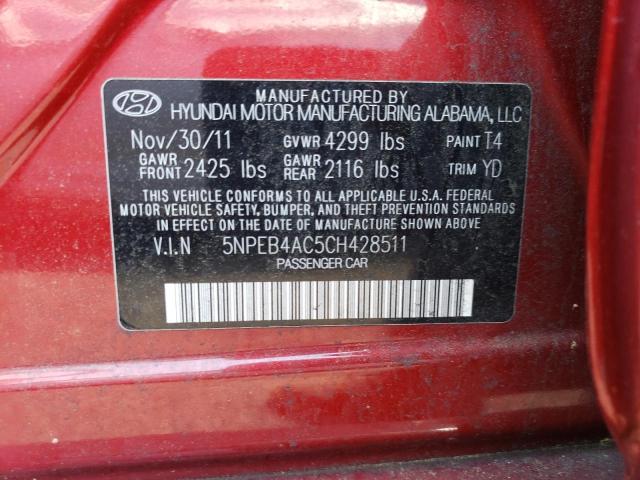 MANUFACTURED BY
HYUNDAI MOTOR MANUFACTURING ALABAMA, LLC
Nov/30/11 GVWR 4299 lbs PAINT T4
GAWR FRONT 2425 lbs GAWR REAR 2116 lbs TRIM YD
THIS VEHICLE CONFORMS TO ALL APPLICABLE U.S.A. FEDERAL
MOTOR VEHICLE SAFETY, BUMPER, AND THEFT PREVENTION STANDARDS
IN EFFECT ON THE DATE OF MANUFACTURE SHOWN ABOVE.
V.I.N 5NPEB4AC5CH428511
PASSENGER CAR